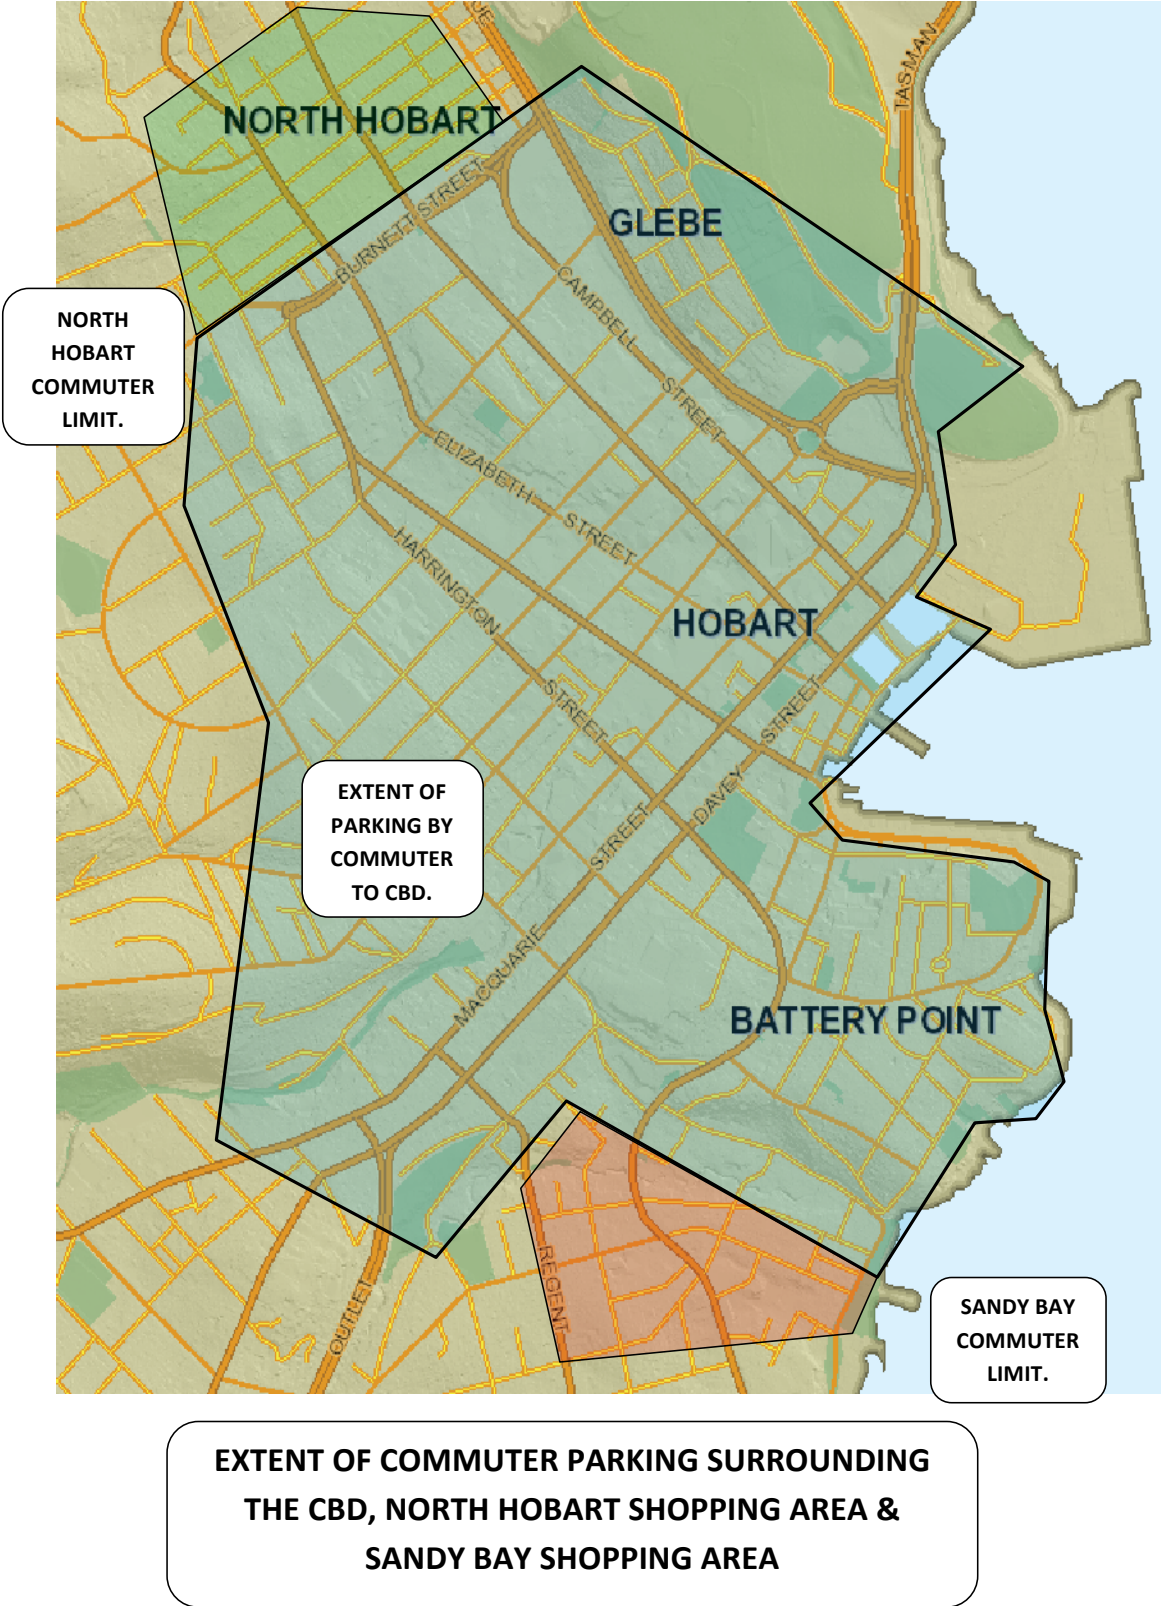 UE
TASMAN
NORTH HOBART
BURNETT STREET
GLEBE
CAMPBELL
STREET
NORTH
HOBART
COMMUTER
LIMIT.
ELIZABETH
STREET
HARRINGTON
STREET
HOBART
STREET
DAVEY
EXTENT OF
PARKING BY
COMMUTER
TO CBD.
STREET
MACQUARIE
BATTERY POINT
REGENT
OUTLET
SANDY BAY
COMMUTER
LIMIT.
EXTENT OF COMMUTER PARKING SURROUNDING
THE CBD, NORTH HOBART SHOPPING AREA &
SANDY BAY SHOPPING AREA